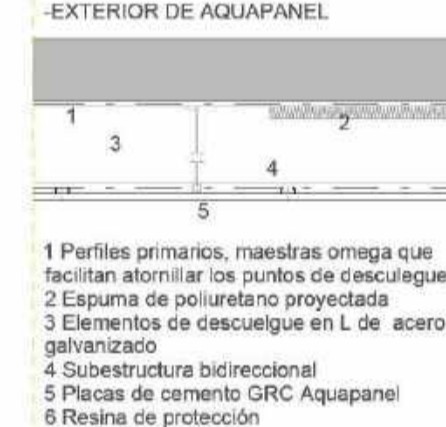 -EXTERIOR DE AQUAPANEL
1
2
3
4
5
1 Perfiles primarios, maestras omega que
facilitan atornillar los puntos de desculegue
2 Espuma de poliuretano proyectada
3 Elementos de descuelgue en L de acero
galvanizado
4 Subestructura bidireccional
5 Placas de cemento GRC Aquapanel
6 Resina de protección